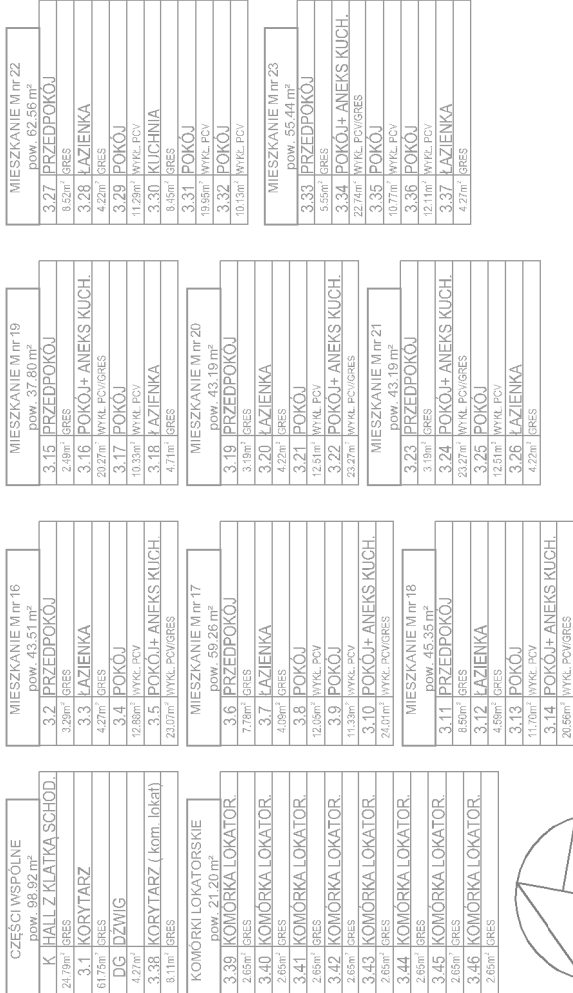 CZEŚCI WSPÓLNE
pow. 98.92 m²
K HALL Z KLATKĄ SCHOD.
24.79m² GRES
3.1 KORYTARZ
61.75m² GRES
DG DZWIG
4.27m²
3.38 KORYTARZ ( kom. lokat)
8.11m² GRES
KOMÓRKI LOKATORSKIE
pow. 21.20 m²
3.39 KOMÓRKA LOKATOR.
2.65m² GRES
3.40 KOMÓRKA LOKATOR.
2.65m² GRES
3.41 KOMÓRKA LOKATOR.
2.65m² GRES
3.42 KOMÓRKA LOKATOR.
2.65m² GRES
3.43 KOMÓRKA LOKATOR.
2.65m² GRES
3.44 KOMÓRKA LOKATOR.
2.65m² GRES
3.45 KOMÓRKA LOKATOR.
2.65m² GRES
3.46 KOMÓRKA LOKATOR.
2.65m² GRES
MIESZKANIE M nr 16
pow. 43.51 m²
3.2 PRZEDPOKÓJ
3.29m² GRES
3.3 ŁAZIENKA
4.27m² GRES
3.4 POKÓJ
12.88m² WYKŁ. PCV
3.5 POKÓJ+ ANEKS KUCH.
23.07m² WYKŁ. PCV/GRES
MIESZKANIE M nr 17
pow. 59.26 m²
3.6 PRZEDPOKÓJ
7.78m² GRES
3.7 ŁAZIENKA
4.09m² GRES
3.8 POKÓJ
12.05m² WYKŁ. PCV
3.9 POKÓJ
11.33m² WYKŁ. PCV
3.10 POKÓJ+ ANEKS KUCH.
24.01m² WYKŁ. PCV/GRES
MIESZKANIE M nr 18
pow. 45.35 m²
3.11 PRZEDPOKÓJ
8.50m² GRES
3.12 ŁAZIENKA
4.59m² GRES
3.13 POKÓJ
11.70m² WYKŁ. PCV
3.14 POKÓJ+ ANEKS KUCH.
20.56m² WYKŁ. PCV/GRES
MIESZKANIE M nr 19
pow. 37.80 m²
3.15 PRZEDPOKÓJ
2.49m² GRES
3.16 POKÓJ+ ANEKS KUCH.
20.27m² WYKŁ. PCV/GRES
3.17 POKÓJ
10.33m² WYKŁ. PCV
3.18 ŁAZIENKA
4.71m² GRES
MIESZKANIE M nr 20
pow. 43.19 m²
3.19 PRZEDPOKÓJ
3.19m² GRES
3.20 ŁAZIENKA
4.22m² GRES
3.21 POKÓJ
12.51m² WYKŁ. PCV
3.22 POKÓJ+ ANEKS KUCH.
23.27m² WYKŁ. PCV/GRES
MIESZKANIE M nr 21
pow. 43.19 m²
3.23 PRZEDPOKÓJ
3.19m² GRES
3.24 POKÓJ+ ANEKS KUCH.
23.27m² WYKŁ. PCV/GRES
3.25 POKÓJ
12.51m² WYKŁ. PCV
3.26 ŁAZIENKA
4.22m² GRES
MIESZKANIE M nr 22
pow. 62.56 m²
3.27 PRZEDPOKÓJ
8.52m² GRES
3.28 ŁAZIENKA
4.22m² GRES
3.29 POKÓJ
11.29m² WYKŁ. PCV
3.30 KUCHNIA
8.45m² GRES
3.31 POKÓJ
19.95m² WYKŁ. PCV
3.32 POKÓJ
10.13m² WYKŁ. PCV
MIESZKANIE M nr 23
pow. 55.44 m²
3.33 PRZEDPOKÓJ
5.55m² GRES
3.34 POKÓJ+ ANEKS KUCH.
22.74m² WYKŁ. PCV/GRES
3.35 POKÓJ
10.77m² WYKŁ. PCV
3.36 POKÓJ
12.11m² WYKŁ. PCV
3.37 ŁAZIENKA
4.27m² GRES